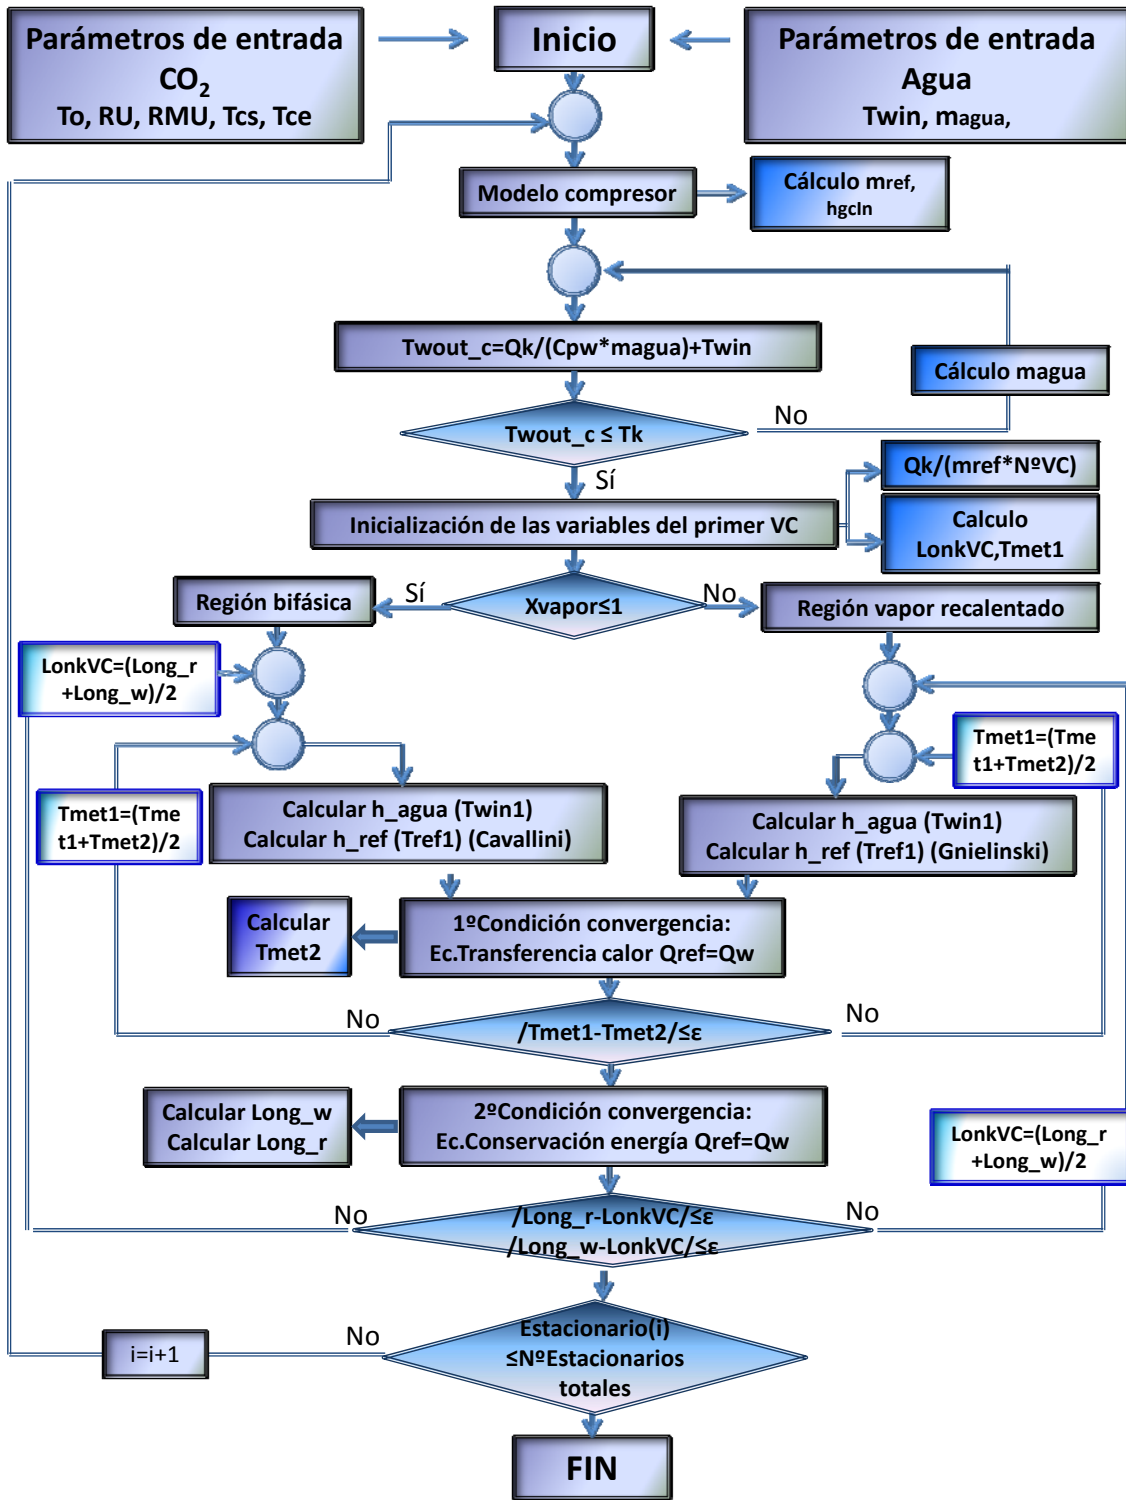 Parámetros de entrada
CO2
To, RU, RMU, Tcs, Tce
Inicio
Parámetros de entrada
Agua
Twin, magua,
Modelo compresor
Cálculo mref,
hgcIn
Twout_c=Qk/(Cpw*magua)+Twin
Cálculo magua
No
Twout_c ≤ Tk
Sí
Qk/(mref*NºVC)
Inicialización de las variables del primer VC
Calculo
LonkVC,Tmet1
Sí
Xvapor≤1
No
Región bifásica
Región vapor recalentado
LonkVC=(Long_r
+Long_w)/2
Tmet1=(Tme
t1+Tmet2)/2
Tmet1=(Tme
t1+Tmet2)/2
Calcular h_agua (Twin1)
Calcular h_ref (Tref1) (Cavallini)
Calcular h_agua (Twin1)
Calcular h_ref (Tref1) (Gnielinski)
Calcular
Tmet2
1ºCondición convergencia:
Ec.Transferencia calor Qref=Qw
No
/Tmet1-Tmet2/≤ε
No
Calcular Long_w
Calcular Long_r
2ºCondición convergencia:
Ec.Conservación energía Qref=Qw
LonkVC=(Long_r
+Long_w)/2
No
/Long_r-LonkVC/≤ε
/Long_w-LonkVC/≤ε
No
i=i+1
No
Estacionario(i)
≤NºEstacionarios
totales
FIN